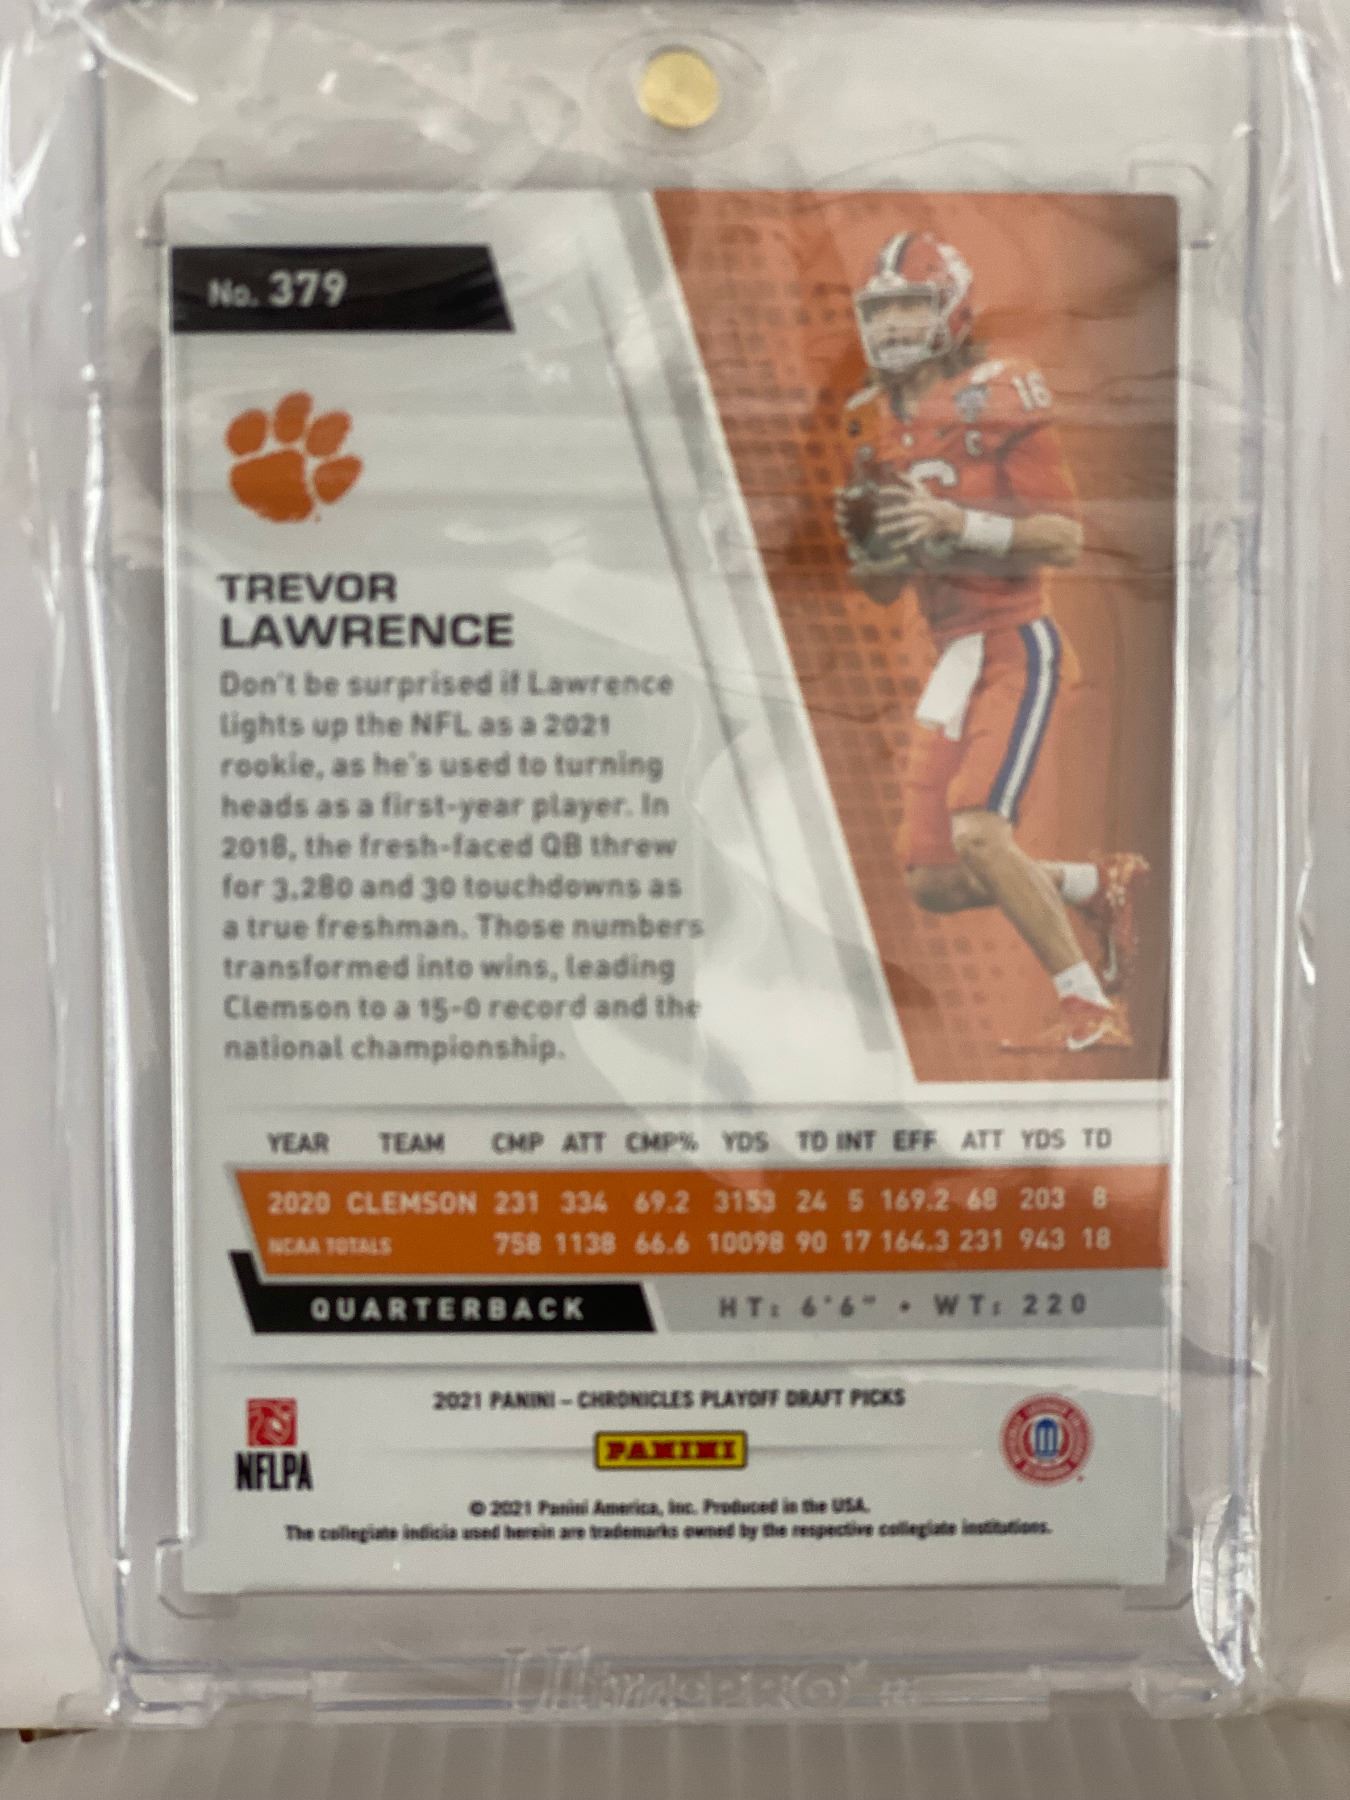 No. 379
16
C
TREVOR
LAWRENCE
Don't be surprised if Lawrence
lights up the NFL as a 2021
rookie, as he's used to turning
heads as a first-year player. In
2018, the fresh-faced QB threw
for 3,280 and 30 touchdowns as
a true freshman. Those numbers
transformed into wins, leading
Clemson to a 15-0 record and the
national championship.
YEAR TEAM CMP ATT CMP% YDS TD INT EFF ATT YDS TD
2020 CLEMSON 231 334 69.2 3153 24 5 169.2 68 203 8
NCAA TOTALS 758 1138 66.6 10098 90 17 164.3 231 943 18
QUARTERBACK HT: 6'6" • WT: 220
2021 PANINI – CHRONICLES PLAYOFF DRAFT PICKS
NFLPA
PANINI
© 2021 Panini America, Inc. Produced in the USA.
The collegiate indicia used herein are trademarks owned by the respective collegiate institutions.
Ultra PRO